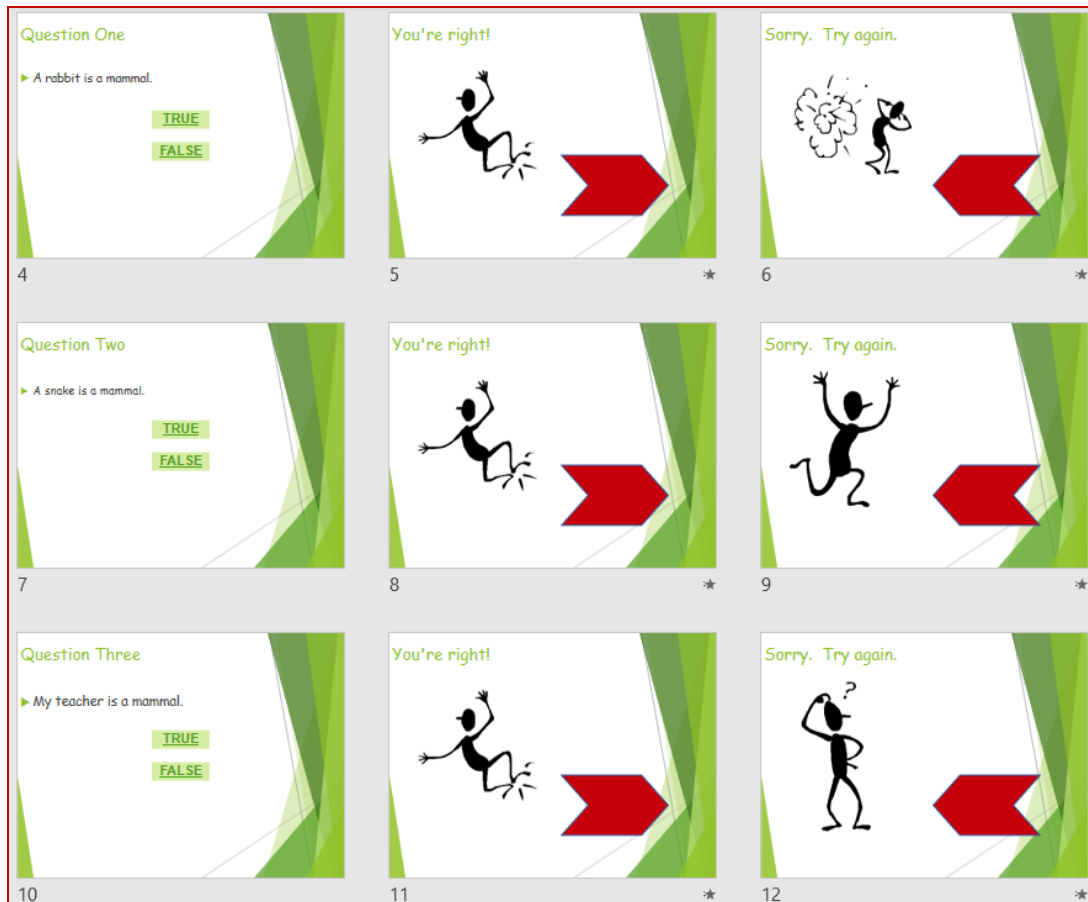 Question One
A rabbit is a mammal.
TRUE
FALSE
4
You're right!
5
Sorry. Try again.
6
Question Two
A snake is a mammal.
TRUE
FALSE
7
You're right!
8
Sorry. Try again.
9
Question Three
My teacher is a mammal.
TRUE
FALSE
10
You're right!
11
Sorry. Try again.
?
12